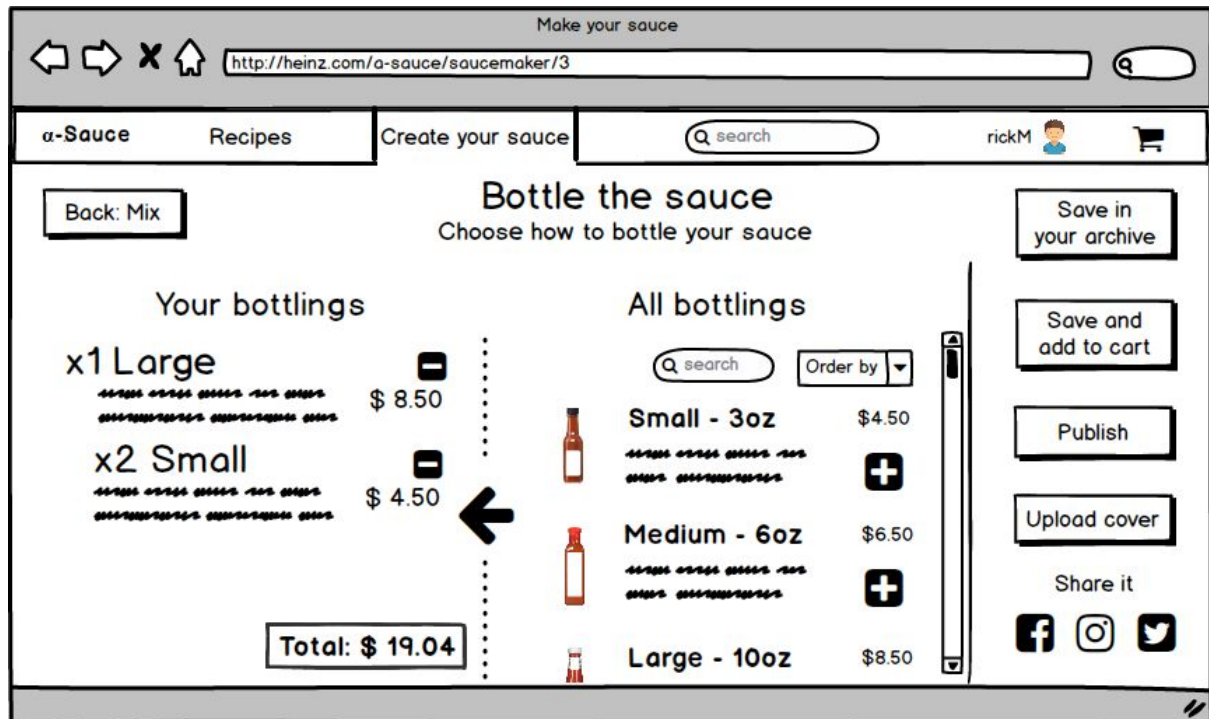 Make your sauce
http://heinz.com/a-sauce/saucemaker/3
α-Sauce Recipes Create your sauce search rickM
Back: Mix
Bottle the sauce
Choose how to bottle your sauce
Save in
your archive
Your bottlings
x1 Large
$ 8.50
x2 Small
$ 4.50
Total: $ 19.04
All bottlings
search Order by
Small - 3oz $4.50
Medium - 6oz $6.50
Large - 10oz $8.50
Save and
add to cart
Publish
Upload cover
Share it